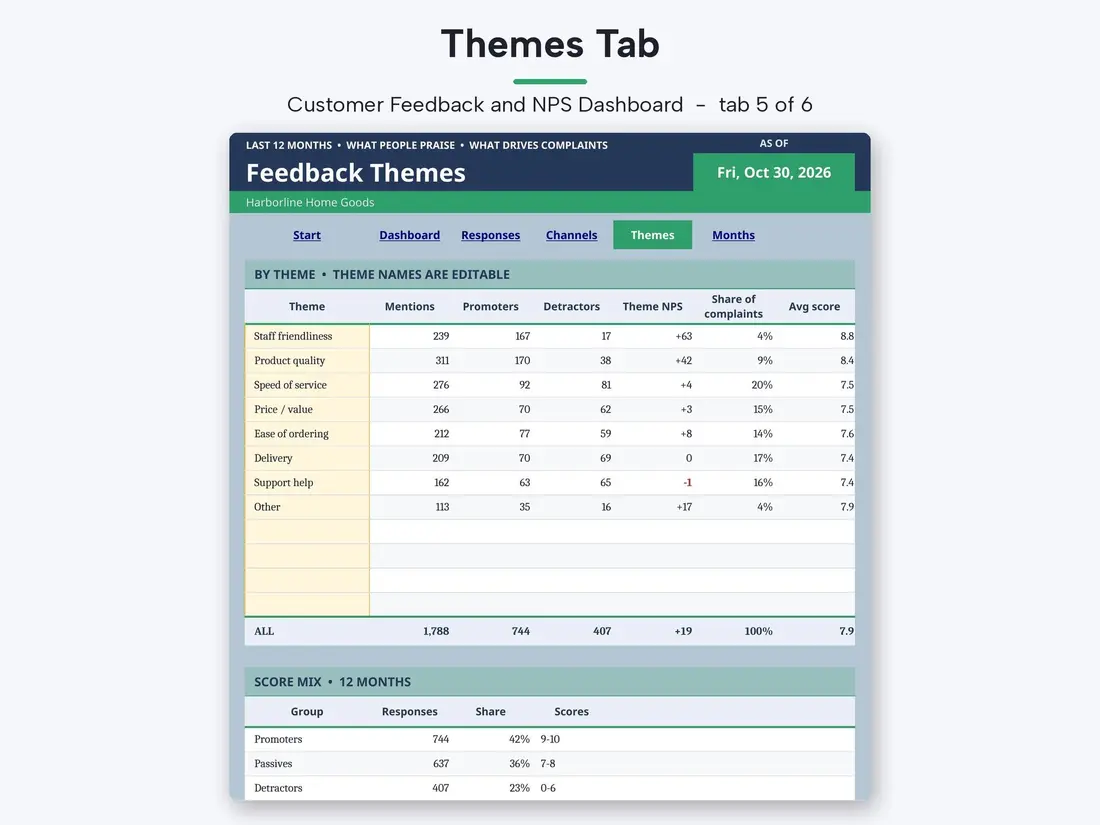 Themes Tab
Customer Feedback and NPS Dashboard – tab 5 of 6
LAST 12 MONTHS • WHAT PEOPLE PRAISE • WHAT DRIVES COMPLAINTS
AS OF
Feedback Themes
Fri, Oct 30, 2026
Harborline Home Goods
Start Dashboard Responses Channels Themes Months
BY THEME • THEME NAMES ARE EDITABLE
Theme Mentions Promoters Detractors Theme NPS Share of complaints Avg score
Staff friendliness 239 167 17 +63 4% 8.8
Product quality 311 170 38 +42 9% 8.4
Speed of service 276 92 81 +4 20% 7.5
Price / value 266 70 62 +3 15% 7.5
Ease of ordering 212 77 59 +8 14% 7.6
Delivery 209 70 69 0 17% 7.4
Support help 162 63 65 -1 16% 7.4
Other 113 35 16 +17 4% 7.9
ALL 1,788 744 407 +19 100% 7.9
SCORE MIX • 12 MONTHS
Group Responses Share Scores
Promoters 744 42% 9-10
Passives 637 36% 7-8
Detractors 407 23% 0-6